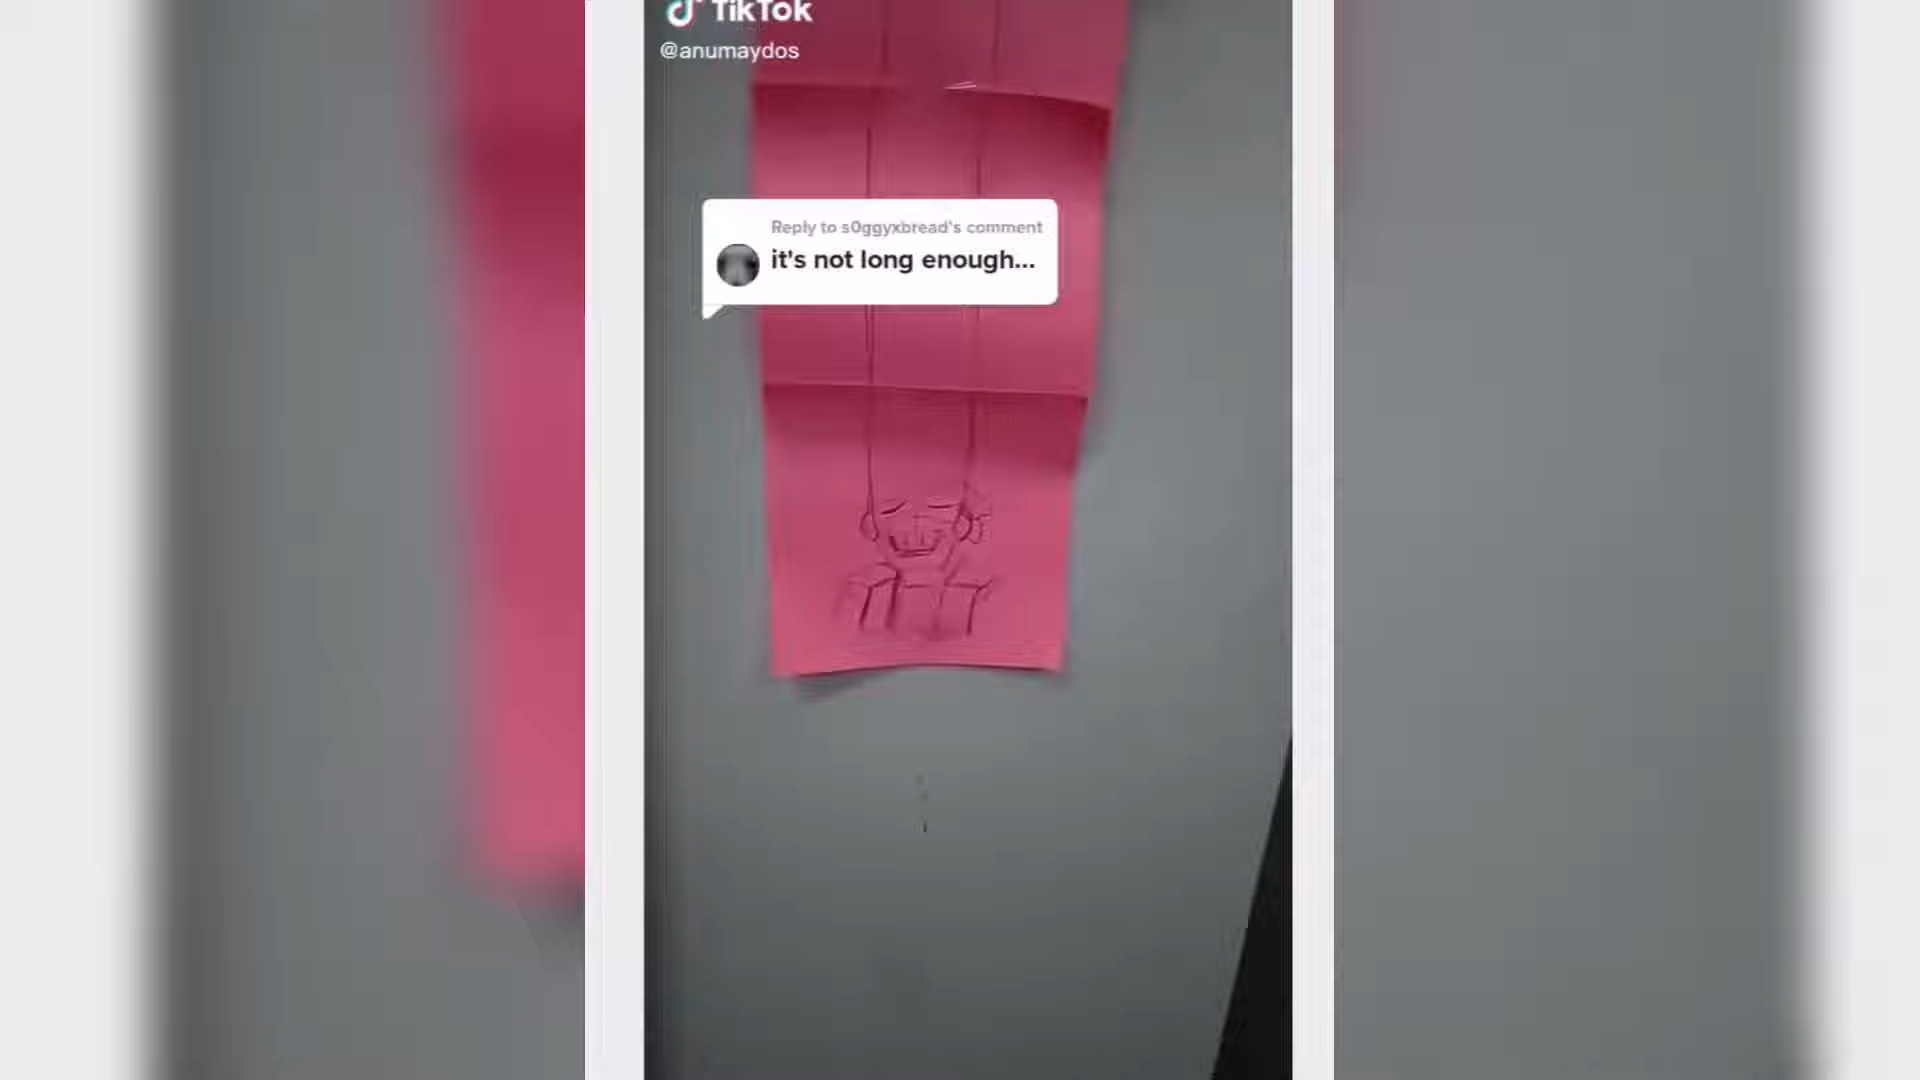 TikTok
@anumaydos
Reply to s0ggyxbread's comment
it's not long enough...